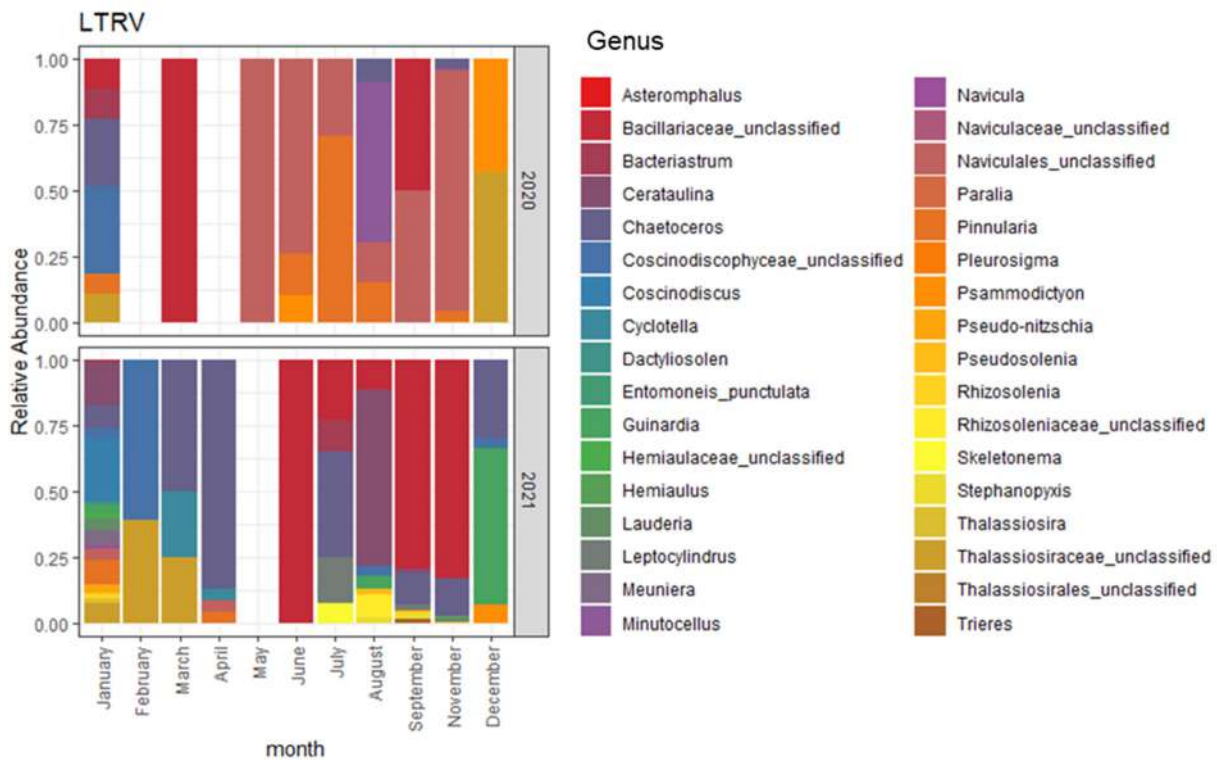 LTRV
Genus
Relative Abundance
1.00
0.75
0.50
0.25
0.00
2020
1.00
0.75
0.50
0.25
0.00
2021
January
February
March
April
May
June
July
August
September
November
December
month
Asteromphalus
Bacillariaceae_unclassified
Bacteriastrum
Cerataulina
Chaetoceros
Coscinodiscophyceae_unclassified
Coscinodiscus
Cyclotella
Dactyliosolen
Entomoneis_punctulata
Guinardia
Hemiaulaceae_unclassified
Hemiaulus
Lauderia
Leptocylindrus
Meuniera
Minutocellus
Navicula
Naviculaceae_unclassified
Naviculales_unclassified
Paralia
Pinnularia
Pleurosigma
Psammodictyon
Pseudo-nitzschia
Pseudosolenia
Rhizosolenia
Rhizosoleniaceae_unclassified
Skeletonema
Stephanopyxis
Thalassiosira
Thalassiosiraceae_unclassified
Thalassiosirales_unclassified
Trieres